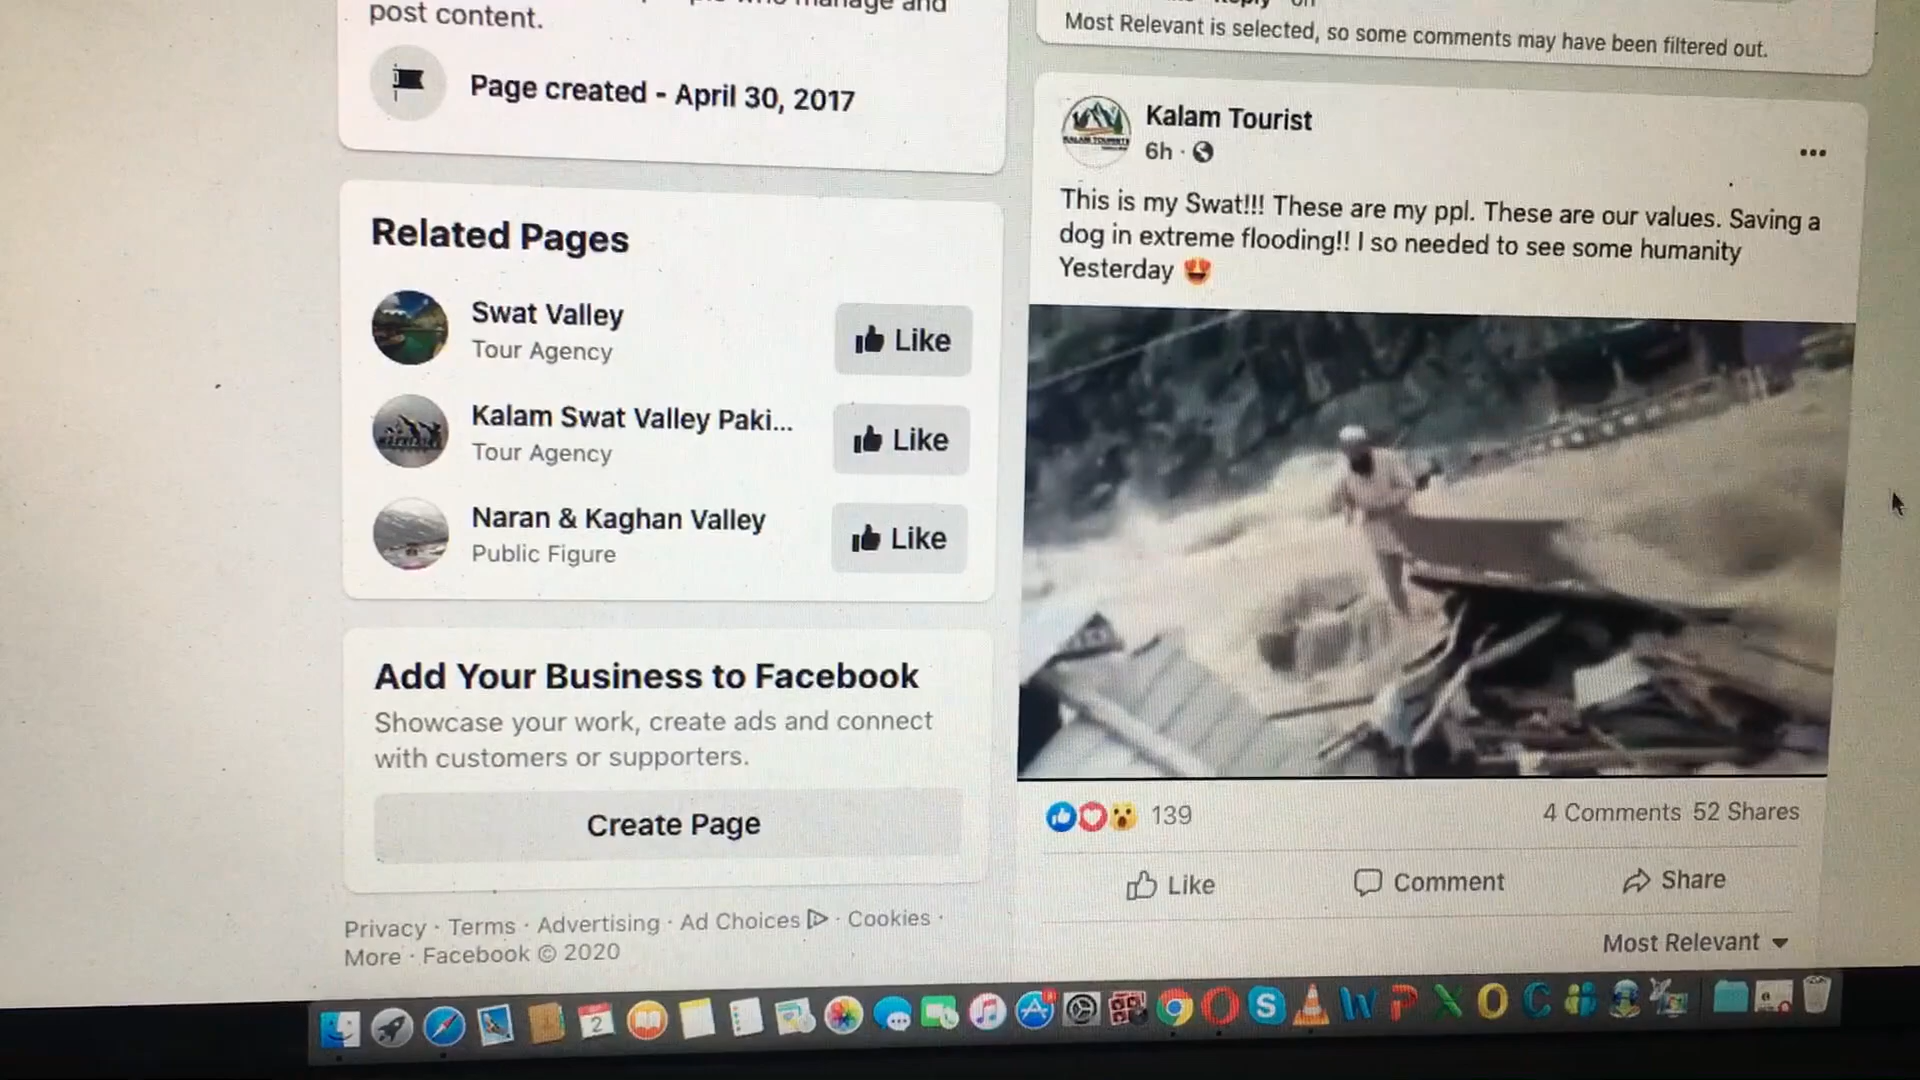 post content.
Page created - April 30, 2017
Related Pages
Swat Valley
Tour Agency
Like
Kalam Swat Valley Paki...
Tour Agency
Like
Naran & Kaghan Valley
Public Figure
Like
Add Your Business to Facebook
Showcase your work, create ads and connect
with customers or supporters.
Create Page
Privacy · Terms · Advertising · Ad Choices · Cookies ·
More · Facebook © 2020
Most Relevant is selected, so some comments may have been filtered out.
Kalam Tourist
6h ·
This is my Swat!!! These are my ppl. These are our values. Saving a
dog in extreme flooding!! I so needed to see some humanity
Yesterday 😍
139
4 Comments 52 Shares
Like
Comment
Share
Most Relevant
2